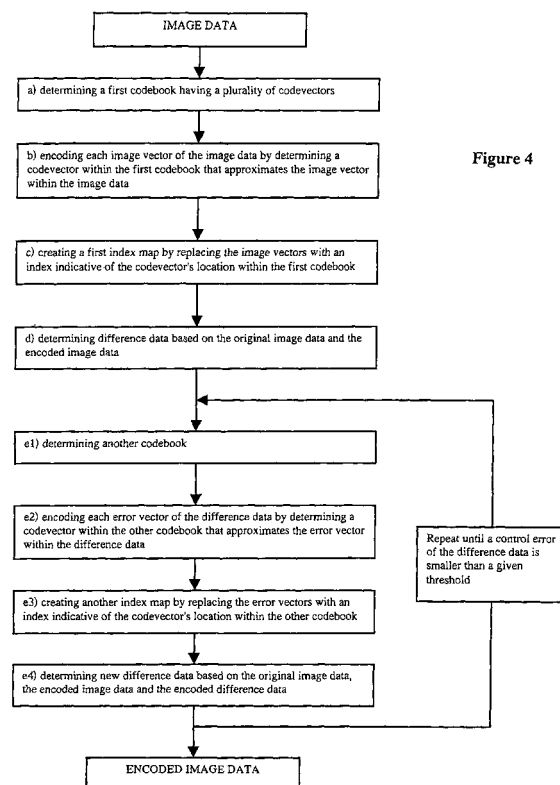 IMAGE DATA
a) determining a first codebook having a plurality of codevectors
b) encoding each image vector of the image data by determining a
codevector within the first codebook that approximates the image vector
within the image data
Figure 4
c) creating a first index map by replacing the image vectors with an
index indicative of the codevector's location within the first codebook
d) determining difference data based on the original image data and the
encoded image data
e1) determining another codebook
e2) encoding each error vector of the difference data by determining a
codevector within the other codebook that approximates the error vector
within the difference data
Repeat until a control error
of the difference data is
smaller than a given
threshold
e3) creating another index map by replacing the error vectors with an
index indicative of the codevector's location within the other codebook
e4) determining new difference data based on the original image data,
the encoded image data and the encoded difference data
ENCODED IMAGE DATA